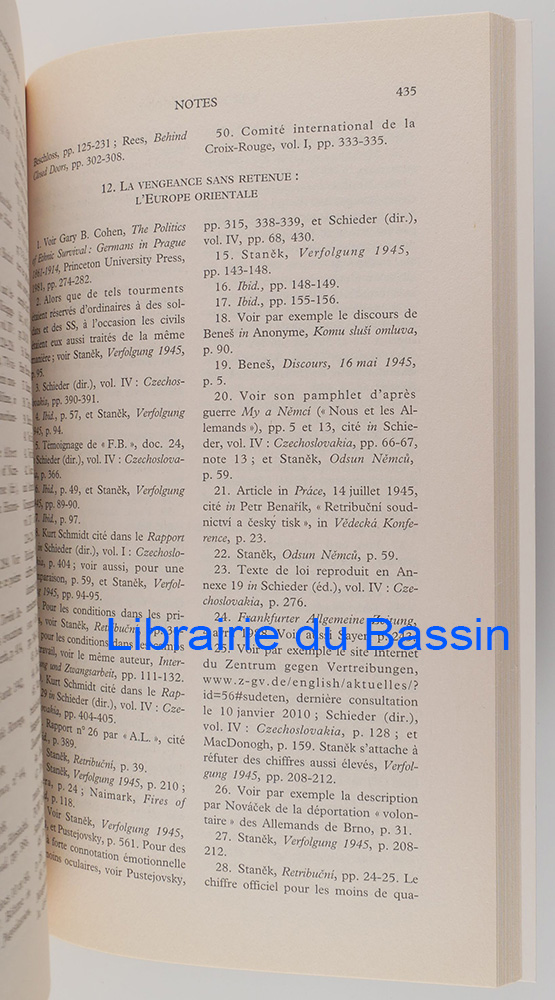 NOTES
435
Beschloss, pp. 125-231 ; Rees, Behind
Closed Doors, pp. 302-308.
50. Comité international de la
Croix-Rouge, vol. I, pp. 333-335.
12. LA VENGEANCE SANS RETENUE :
L'EUROPE ORIENTALE
1. Voir Gary B. Cohen, The Politics
of Ethnic Survival : Germans in Prague
1861-1914, Princeton University Press,
1981, pp. 274-282.
2. Alors que de tels tourments
étaient réservés d'ordinaires à des sol-
dats et des SS, à l'occasion les civils
étaient eux aussi traités de la même
manière ; voir Staněk, Verfolgung 1945,
p. 95.
3. Schieder (dir.), vol. IV : Czechos-
lovakia, pp. 390-391.
4. Ibid., p. 57, et Staněk, Verfolgung
1945, p. 94.
5. Témoignage de « F.B. », doc. 24,
Schieder (dir.), vol. IV : Czechoslova-
p. 566.
6. Ibid., p. 49, et Staněk, Verfolgung
1945, pp. 89-90.
7. Ibid., p. 97.
8. Kurt Schmidt cité dans le Rapport
in Schieder (dir.), vol. I : Czechoslo-
p. 404 ; voir aussi, pour une
comparaison, p. 59, et Staněk, Verfol-
gung 1945, pp. 94-95.
Pour les conditions dans les pri-
voir Staněk, Retribuční, p.
pour les conditions dans les camps
travail, voir le même auteur, Inter-
und Zwangsarbeit, pp. 111-132.
Kurt Schmidt cité dans le Rap-
29 in Schieder (dir.), vol. IV : Cze-
pp. 404-405.
Rapport n° 26 par « A.L. », cité
p. 389.
Staněk, Retribuční, p. 39.
Staněk, Verfolgung 1945, p. 210 ;
p. 24 ; Naimark, Fires of
p. 118.
Voir Staněk, Verfolgung 1945,
et Pustejovsky, p. 561. Pour des
à forte connotation émotionnelle
témoins oculaires, voir Pustejovsky,
pp. 315, 338-339, et Schieder (dir.),
vol. IV, pp. 68, 430.
15. Staněk, Verfolgung 1945,
pp. 143-148.
16. Ibid., pp. 148-149.
17. Ibid., pp. 155-156.
18. Voir par exemple le discours de
Beneš in Anonyme, Komu sluší omluva,
p. 90.
19. Beneš, Discours, 16 mai 1945,
p. 5.
20. Voir son pamphlet d'après
guerre My a Němci (« Nous et les Al-
lemands »), pp. 5 et 13, cité in Schie-
der, vol. IV : Czechoslovakia, pp. 66-67,
note 13 ; et Staněk, Odsun Němců,
p. 59.
21. Article in Práce, 14 juillet 1945,
cité in Petr Benařík, « Retribuční soud-
nictví a český tisk », in Vědecká Konfe-
rence, p. 23.
22. Staněk, Odsun Němců, p. 59.
23. Texte de loi reproduit en An-
nexe 19 in Schieder (éd.), vol. IV : Cze-
choslovakia, p. 276.
24. Frankfurter Allgemeine Zeitung,
Voir aussi Sayer, p. 243.
25. Voir par exemple le site Internet
du Zentrum gegen Vertreibungen,
www.z-gv.de/english/aktuelles/?
id=56#sudeten, dernière consultation
le 10 janvier 2010 ; Schieder (dir.),
vol. IV : Czechoslovakia, p. 128 ; et
MacDonogh, p. 159. Staněk s'attache à
réfuter des chiffres aussi élevés, Verfol-
gung 1945, pp. 208-212.
26. Voir par exemple la description
par Nováček de la déportation « volon-
taire » des Allemands de Brno, p. 31.
27. Staněk, Verfolgung 1945, p. 208-
212.
28. Staněk, Retribuční, pp. 24-25. Le
chiffre officiel pour les moins de qua-
Librairie du Bassin